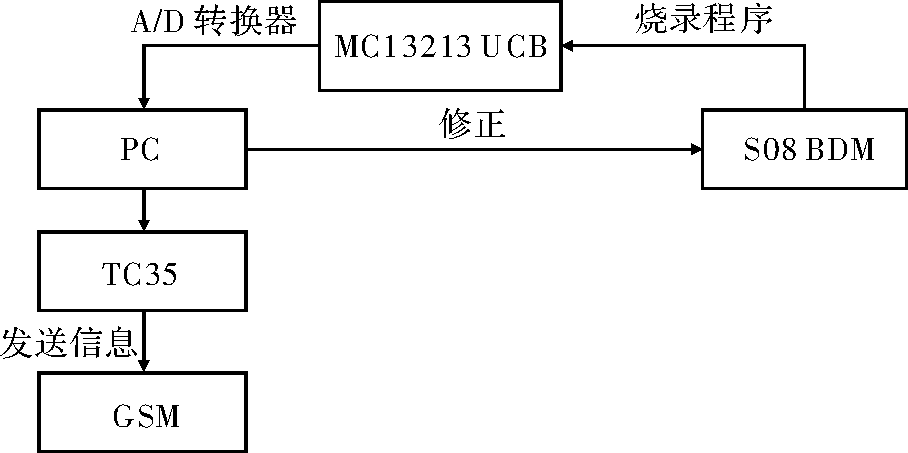 A/D 转换器
MC13213 UCB
烧录程序
PC
修正
S08 BDM
TC35
发送信息
GSM